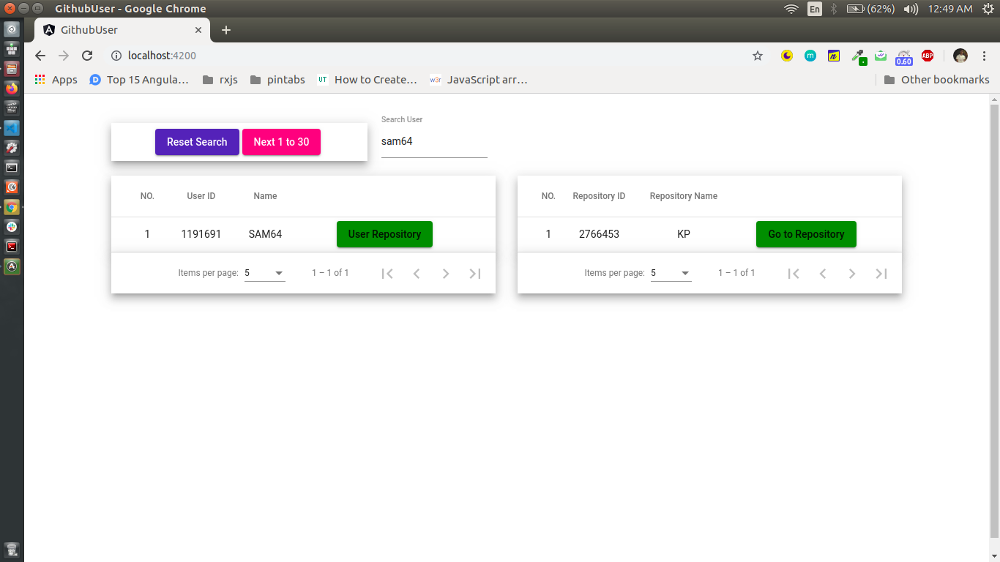 GithubUser - Google Chrome
En
(62%)
12:49 AM
GithubUser
localhost:4200
m
n
0.60
ABP
Apps
Top 15 Angula...
rxjs
pintabs
UT
How to Create...
w3r
JavaScript arr...
Other bookmarks
Reset Search
Next 1 to 30
Search User
sam64
NO.
User ID
Name
1
1191691
SAM64
User Repository
Items per page:
5
1 – 1 of 1
NO.
Repository ID
Repository Name
1
2766453
KP
Go to Repository
Items per page:
5
1 – 1 of 1